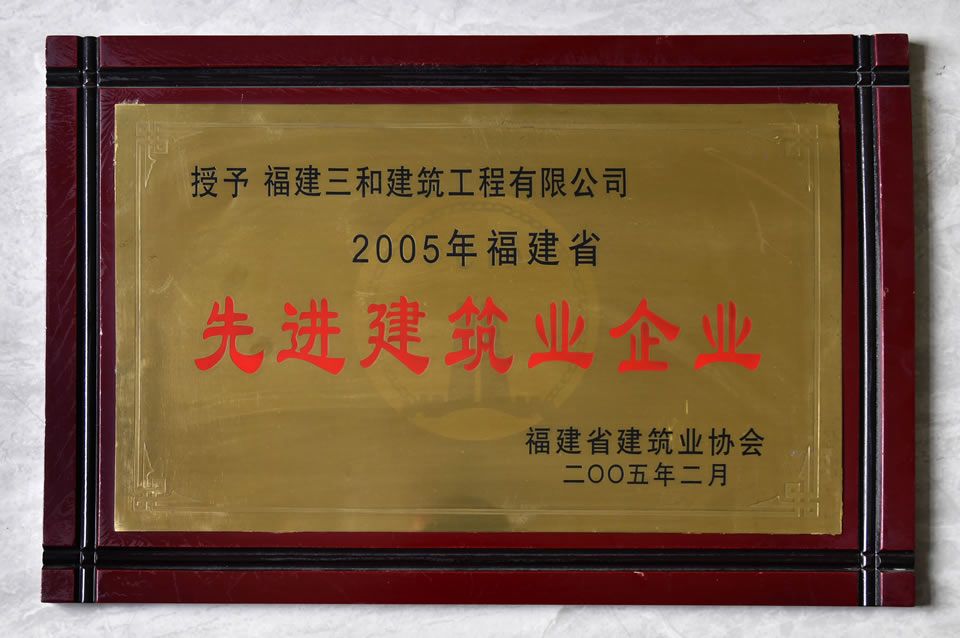 授予 福建三和建筑工程有限公司
2005年福建省
先进建筑业企业
福建省建筑业协会
二〇〇五年二月